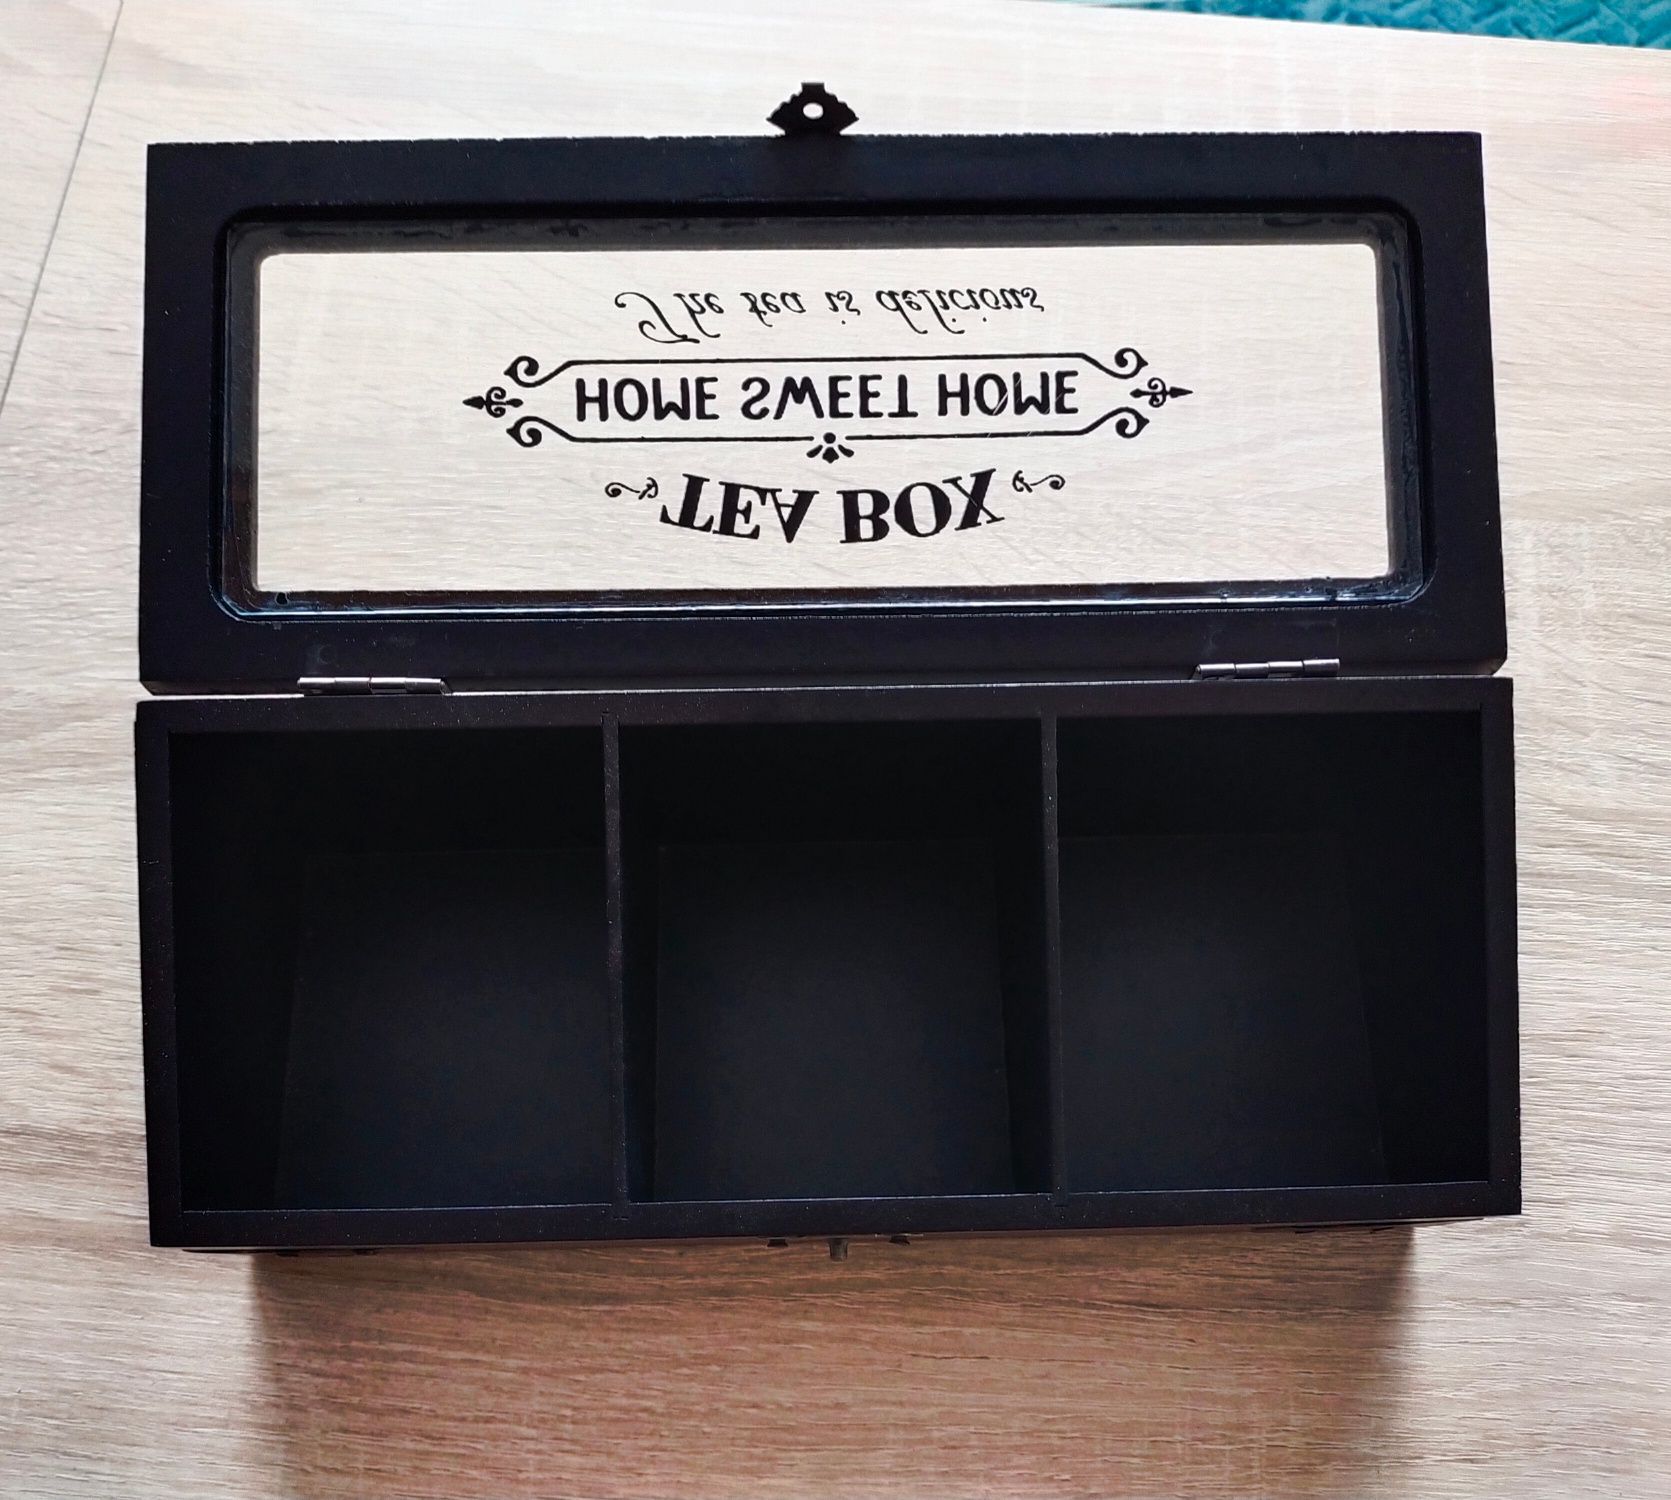 TEA BOX
HOME SWEET HOME
The tea is delicious